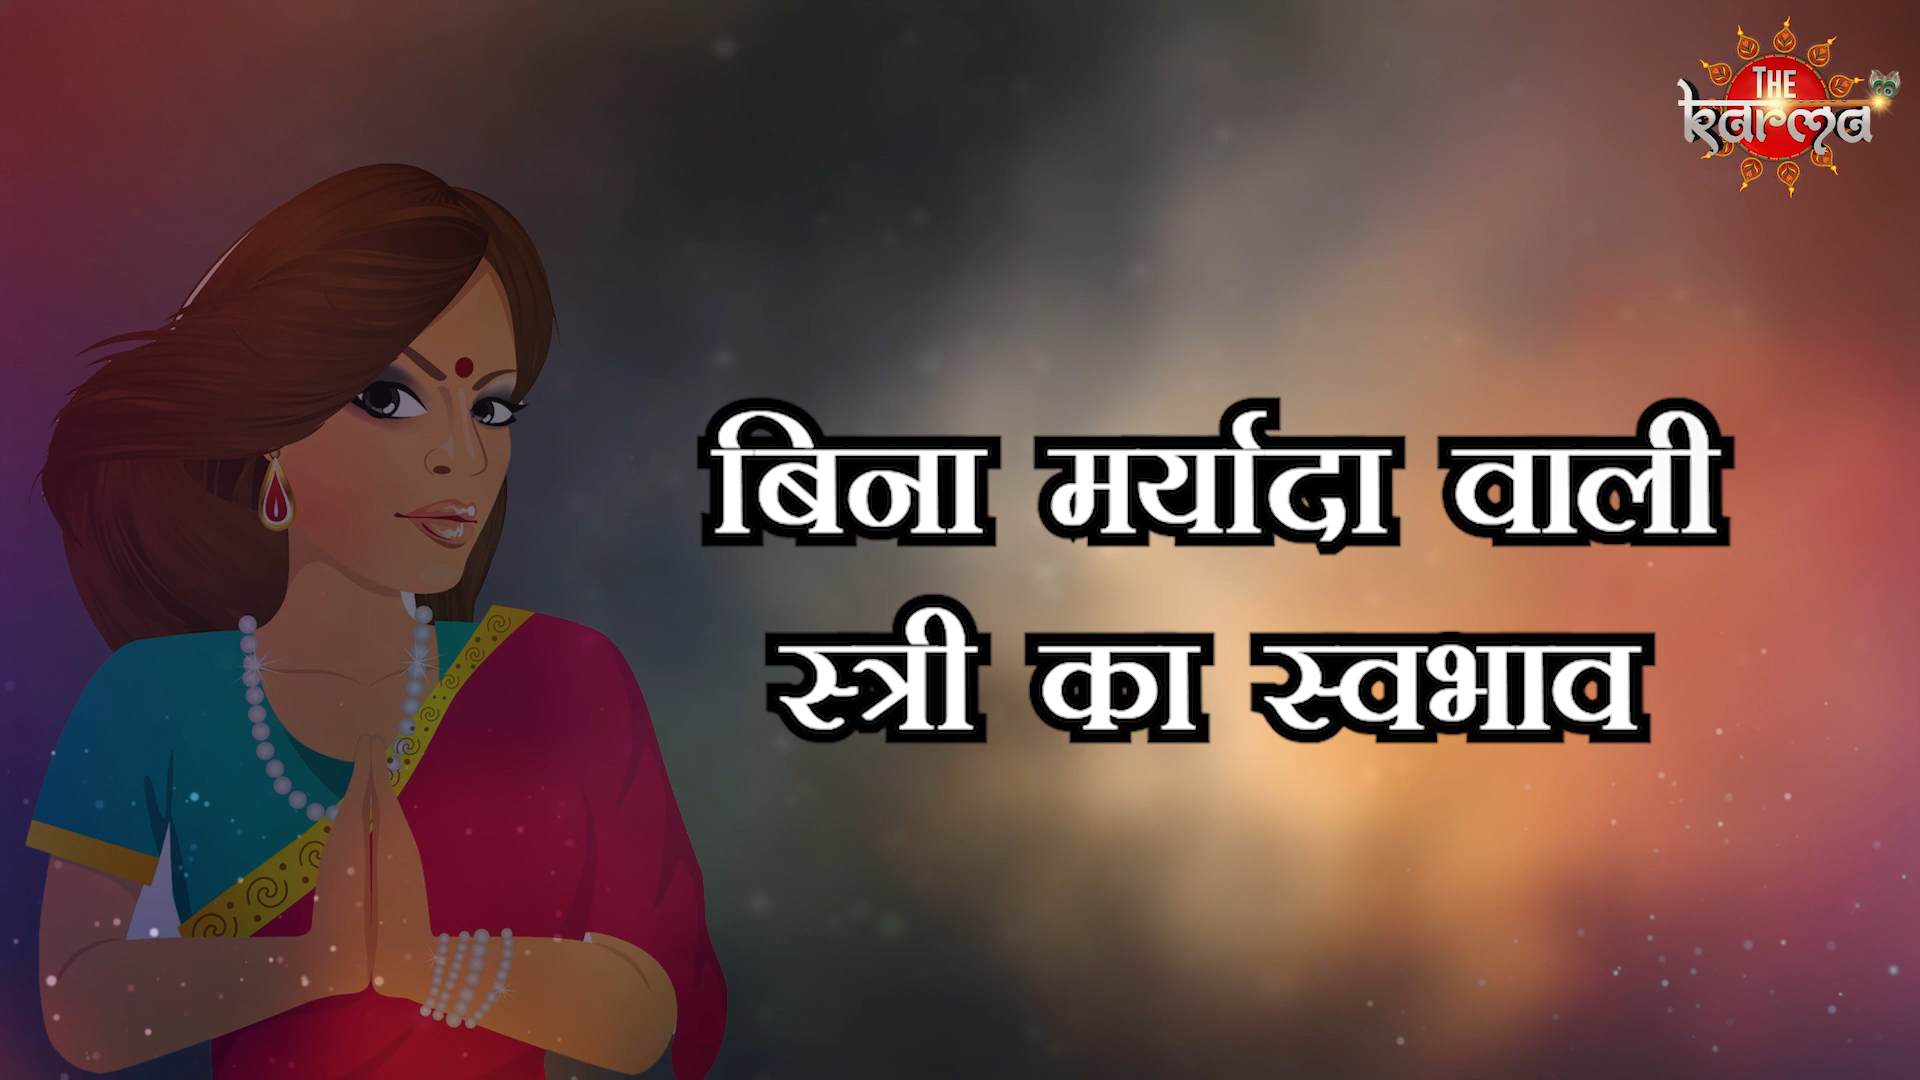 THE
karma
बिना मर्यादा वाली
स्त्री का स्वभाव